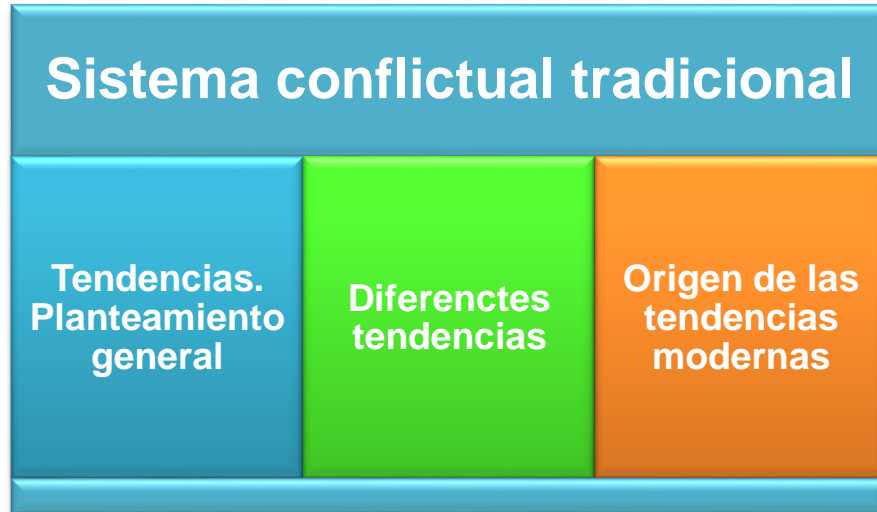 Sistema conflictual tradicional
Tendencias.
Planteamiento
general
Diferenctes
tendencias
Origen de las
tendencias
modernas